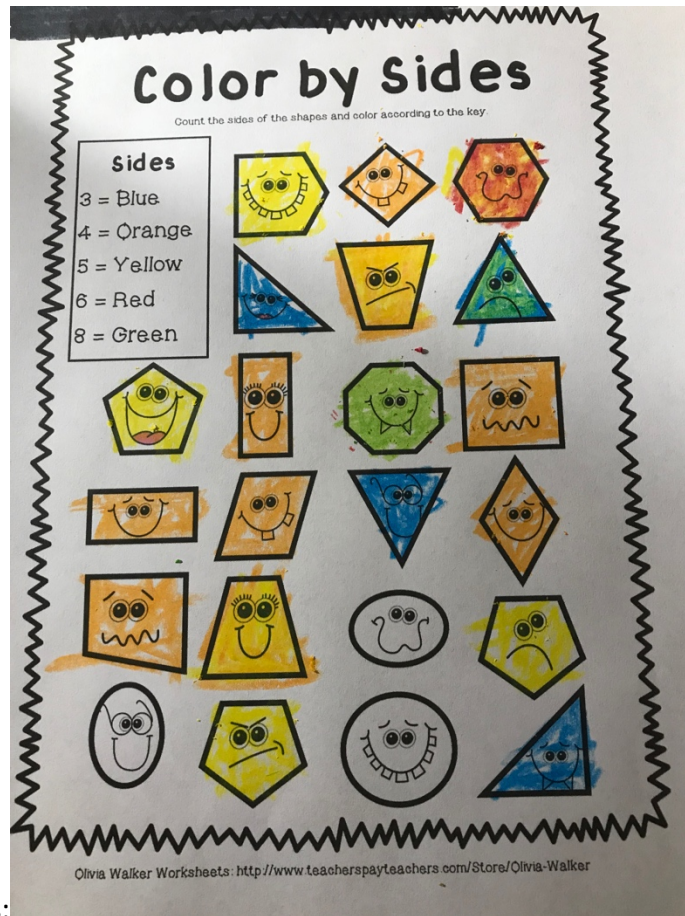 Color by Sides
Count the sides of the shapes and color according to the key.
Sides
3 = Blue
4 = Orange
5 = Yellow
6 = Red
8 = Green
Olivia Walker Worksheets: http://www.teacherspayteachers.com/Store/Olivia-Walker